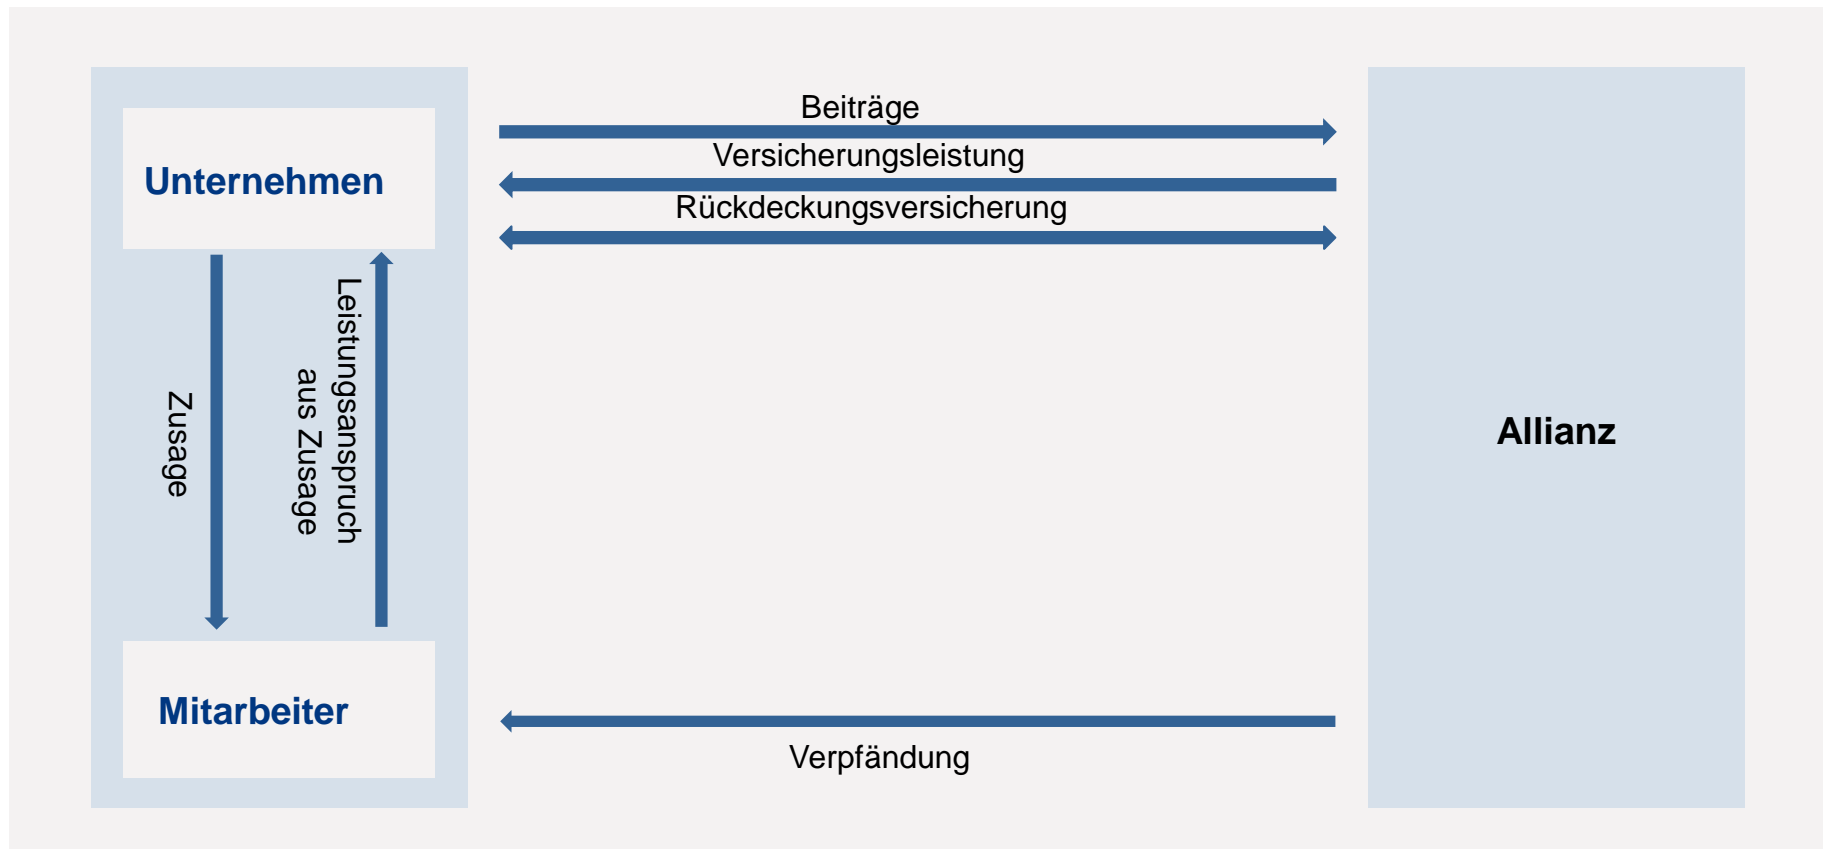 Beiträge
Versicherungsleistung
Unternehmen
Rückdeckungsversicherung
Zusage
Leistungsanspruch
aus Zusage
Allianz
Mitarbeiter
Verpfändung